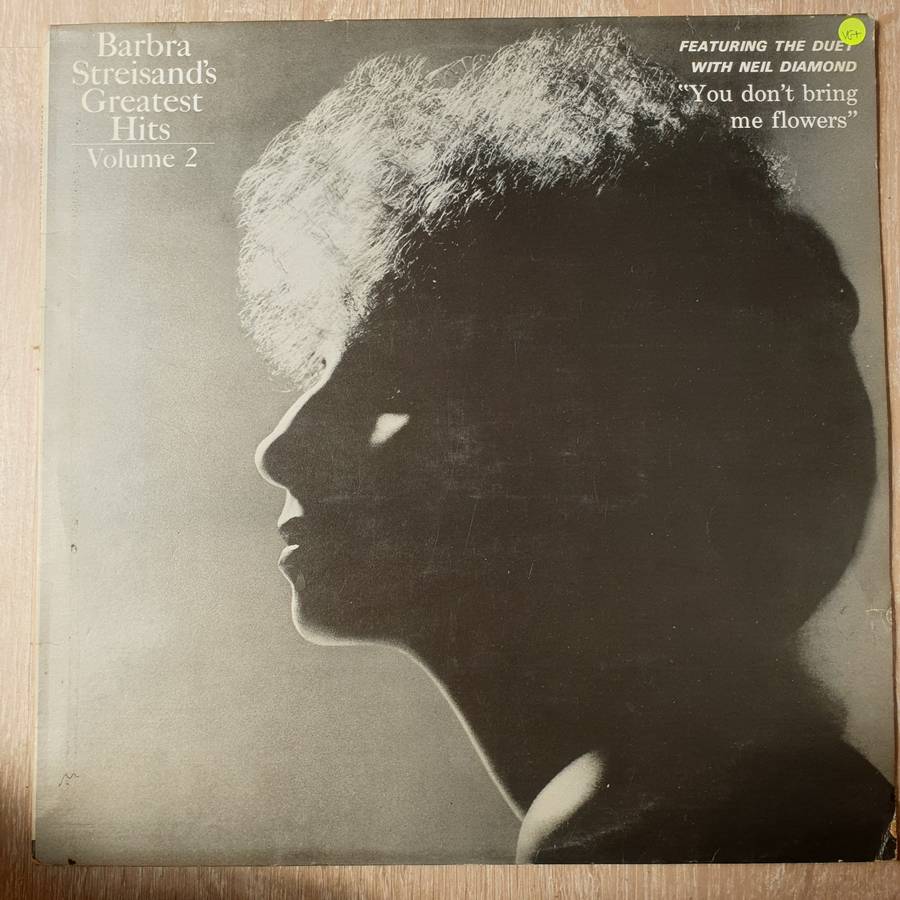 Barbra
Streisand's
Greatest
Hits
Volume 2
FEATURING THE DUET
WITH NEIL DIAMOND
"You don't bring
me flowers"
VG+